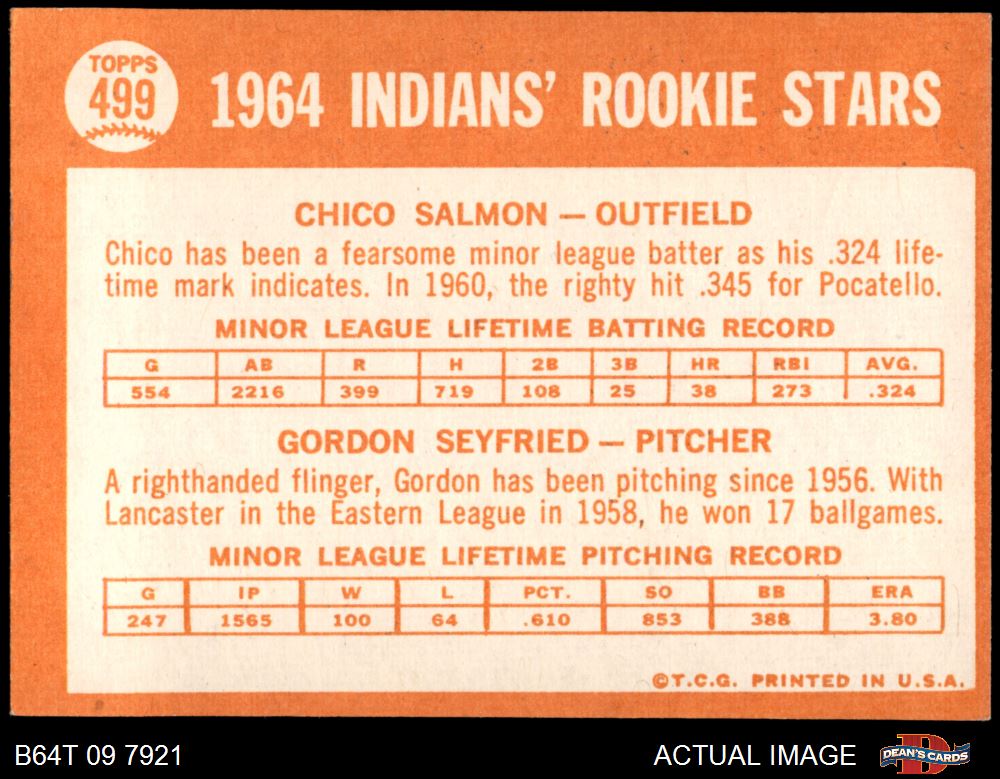 TOPPS
499
1964 INDIANS' ROOKIE STARS
CHICO SALMON — OUTFIELD
Chico has been a fearsome minor league batter as his .324 life-
time mark indicates. In 1960, the righty hit .345 for Pocatello.
MINOR LEAGUE LIFETIME BATTING RECORD
G AB R H 2B 3B HR RBI AVG.
554 2216 399 719 108 25 38 273 .324
GORDON SEYFRIED — PITCHER
A righthanded flinger, Gordon has been pitching since 1956. With
Lancaster in the Eastern League in 1958, he won 17 ballgames.
MINOR LEAGUE LIFETIME PITCHING RECORD
G IP W L PCT. SO BB ERA
247 1565 100 64 .610 853 388 3.80
©T.C.G. PRINTED IN U.S.A.
B64T 09 7921
ACTUAL IMAGE
D
DEAN'S CARDS